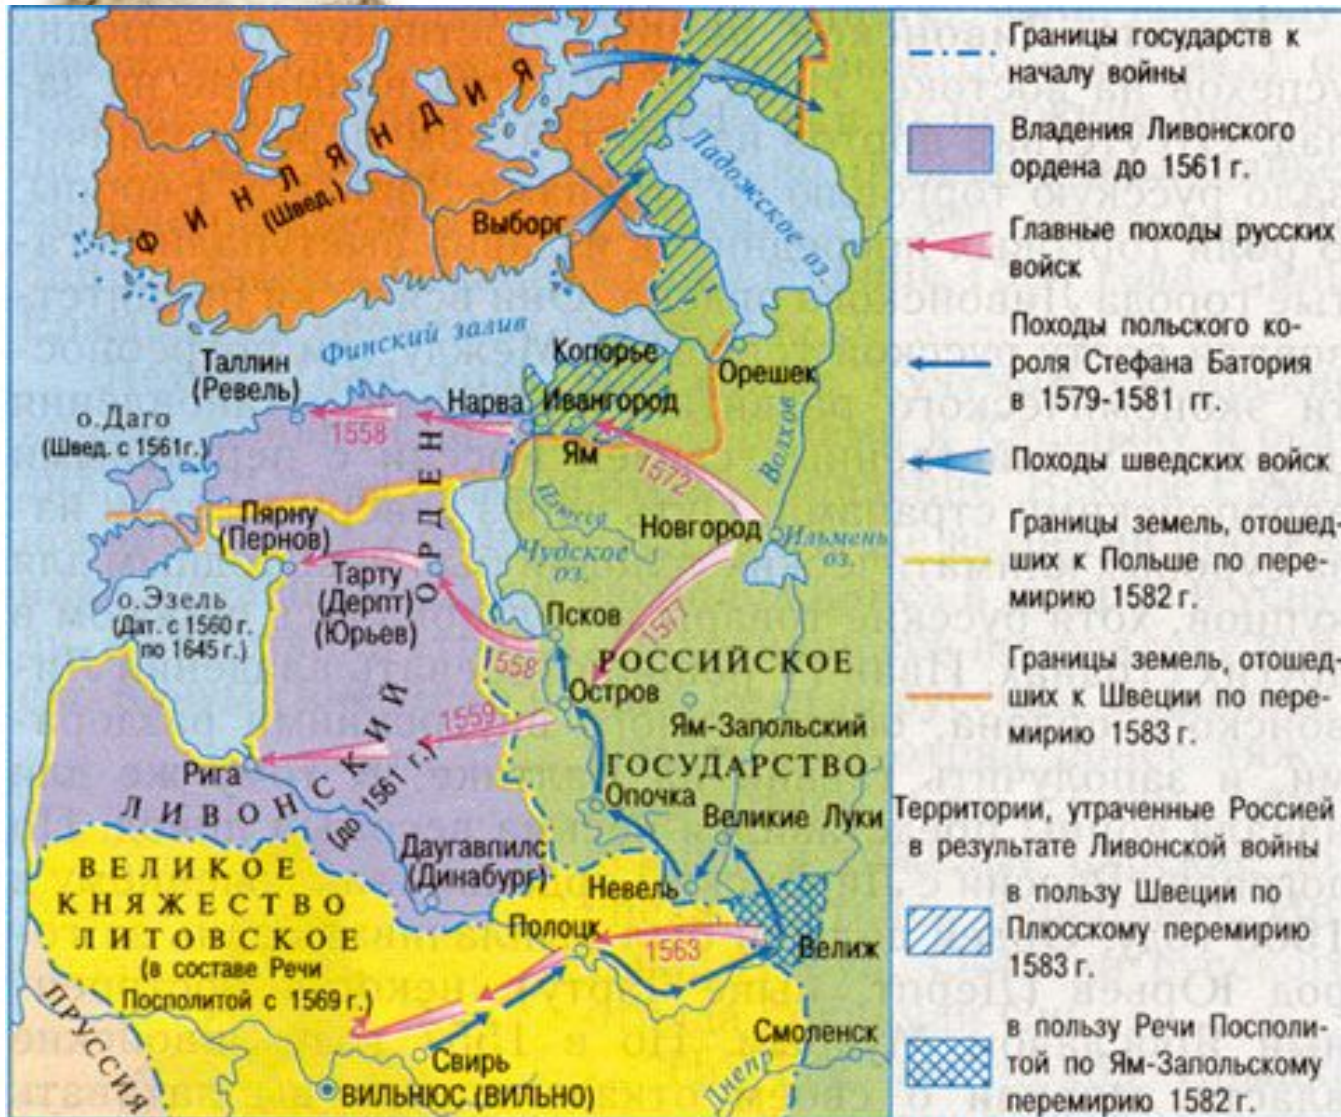 ФИНЛЯНДИЯ
(Швед.)
Выборг
Ладожское оз.
Финский залив
Таллин
(Ревель)
Копорье
Орешек
о.Даго
(Швед. с 1561г.)
Нарва
Ивангород
1558
Ям
1572
Волхов
Плюсса
Новгород
Ильмень
оз.
Чудское
оз.
Пярну
(Пернов)
Тарту
(Дерпт)
(Юрьев)
о.Эзель
(Дат. с 1560 г.
по 1645 г.)
Псков
558
1577
РОССИЙСКОЕ
Остров
Ям-Запольский
ГОСУДАРСТВО
1559
Рига
ЛИВОНСКИЙ
ОРДЕН
(до 1561 г.)
Опочка
Великие Луки
Даугавпилс
(Динабург)
Невель
ВЕЛИКОЕ
КНЯЖЕСТВО
ЛИТОВСКОЕ
(в составе Речи
Посполитой с 1569 г.)
Полоцк
1563
Велиж
ПРУССИЯ
Свирь
ВИЛЬНЮС (ВИЛЬНО)
Смоленск
Днепр
Границы государств к
началу войны
Владения Ливонского
ордена до 1561 г.
Главные походы русских
войск
Походы польского ко-
роля Стефана Батория
в 1579-1581 гг.
Походы шведских войск
Границы земель, отошед-
ших к Польше по пере-
мирию 1582 г.
Границы земель, отошед-
ших к Швеции по пере-
мирию 1583 г.
Территории, утраченные Россией
в результате Ливонской войны
в пользу Швеции по
Плюсскому перемирию
1583 г.
в пользу Речи Посполи-
той по Ям-Запольскому
перемирию 1582 г.